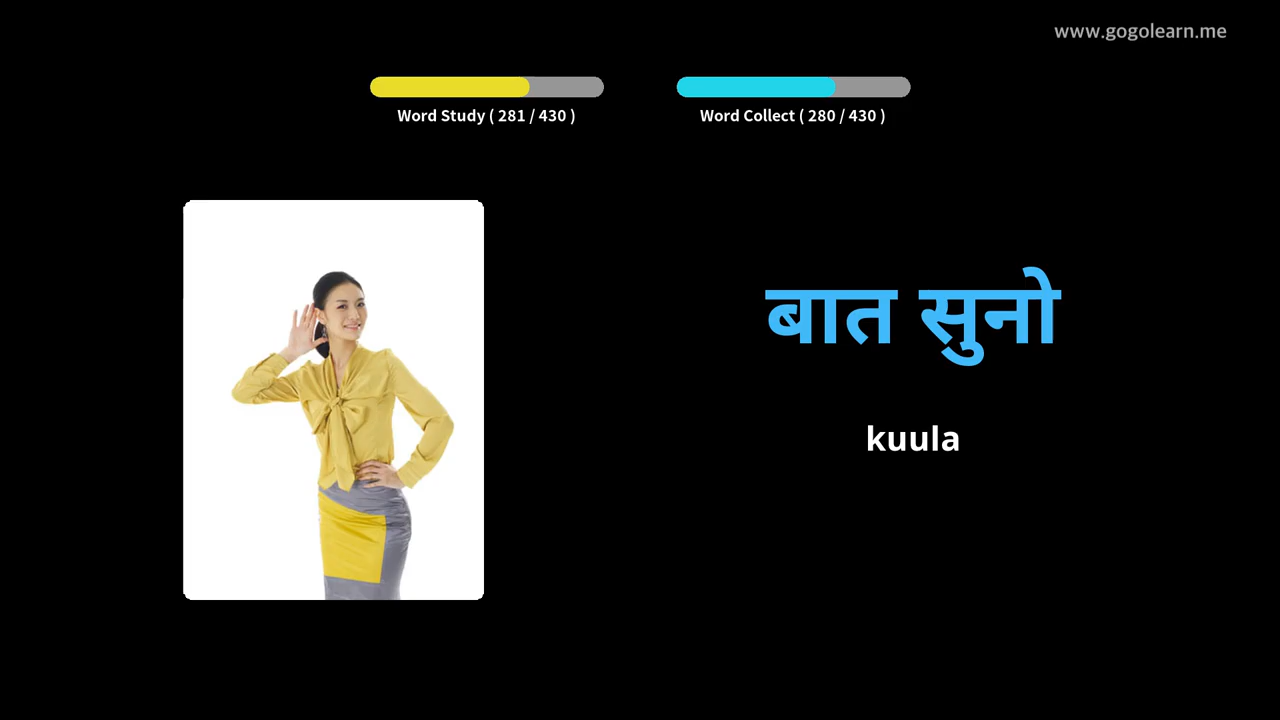 www.gogolearn.me
Word Study ( 281 / 430 )
Word Collect ( 280 / 430 )
बात सुनो
kuula